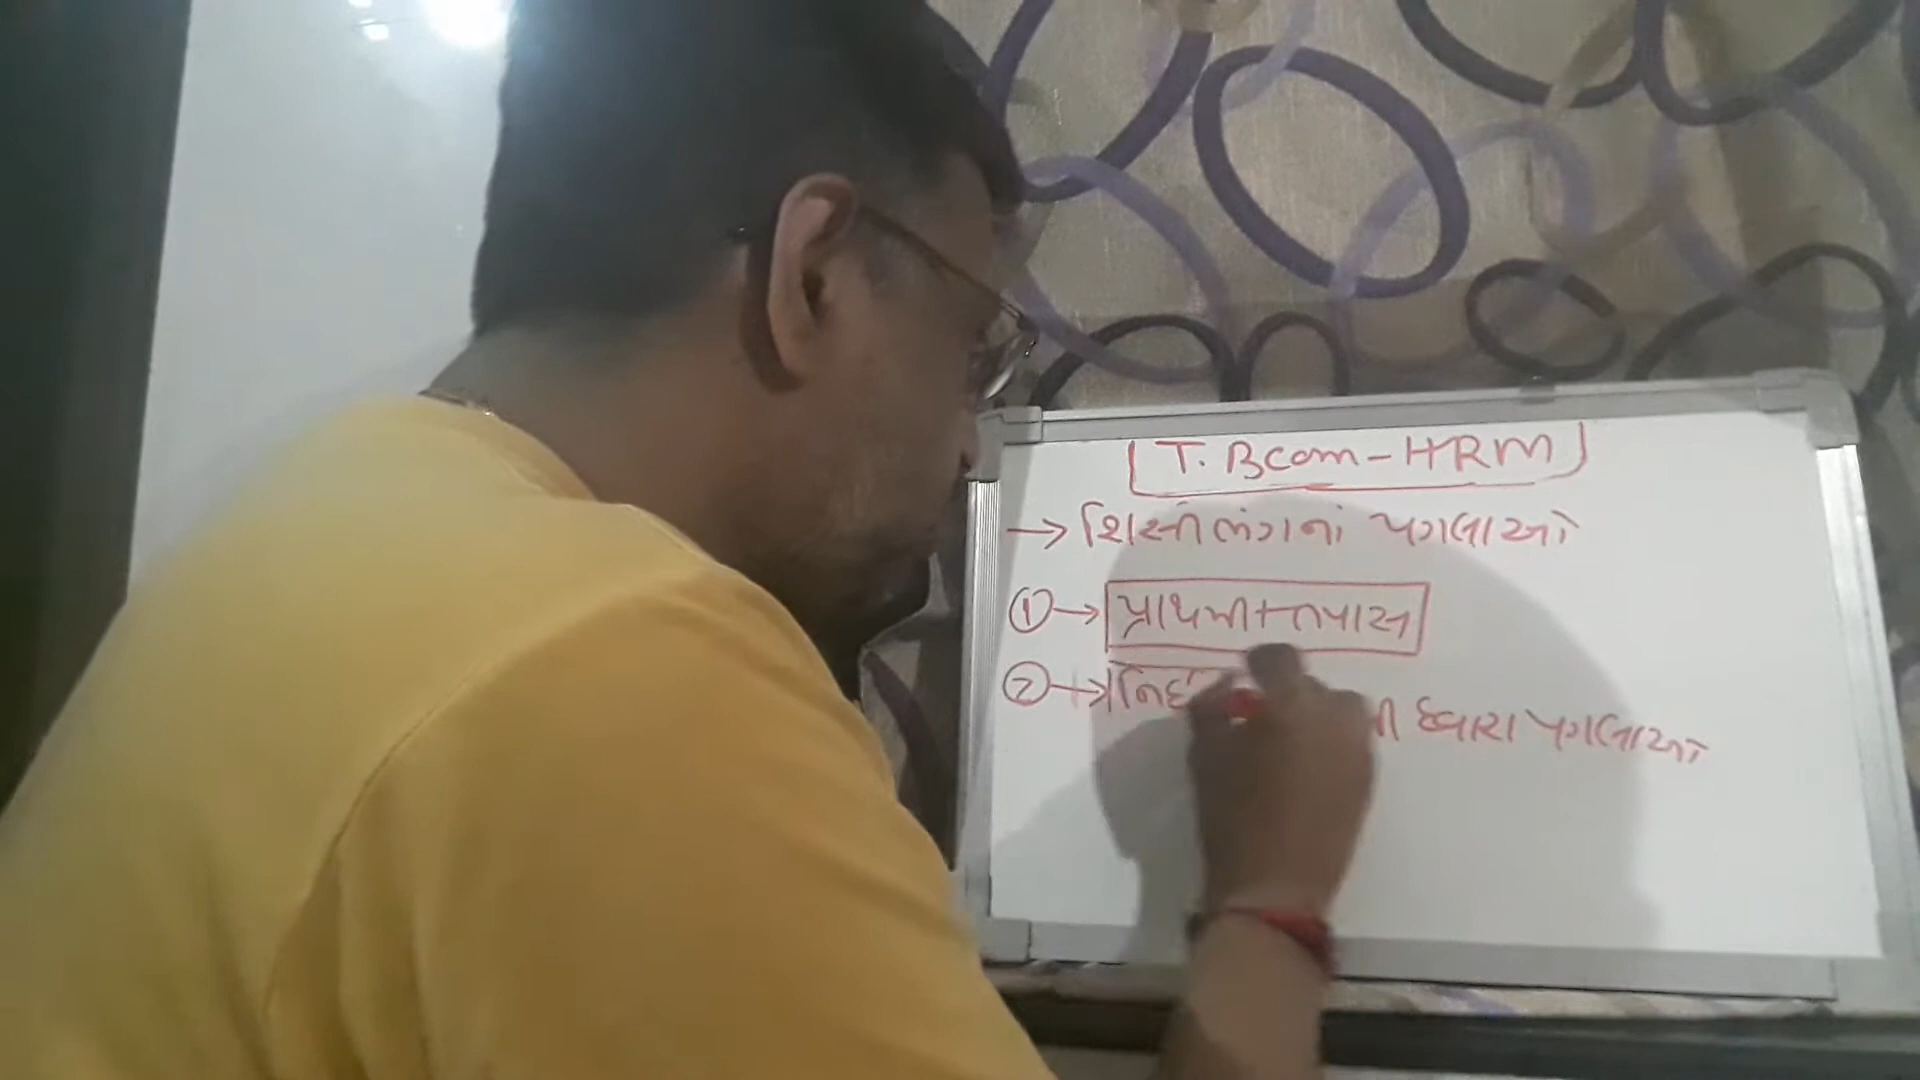 T. Bcom-HRM
→ શિસ્તભંગનાં પગલાઓ
① → પ્રાથમીક તપાસ
② → દ્વારા પગલાઓ